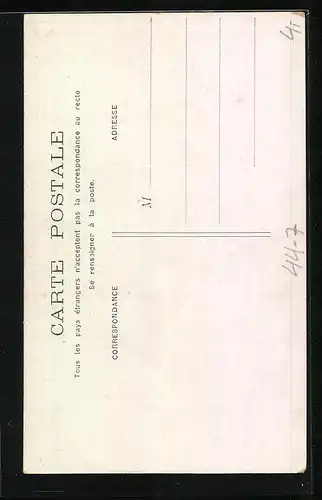 CARTE POSTALE
Tous les pays étrangers n'acceptent pas la correspondance au recto
Se renseigner à la poste.
CORRESPONDANCE
ADRESSE
M
44-7
4,-